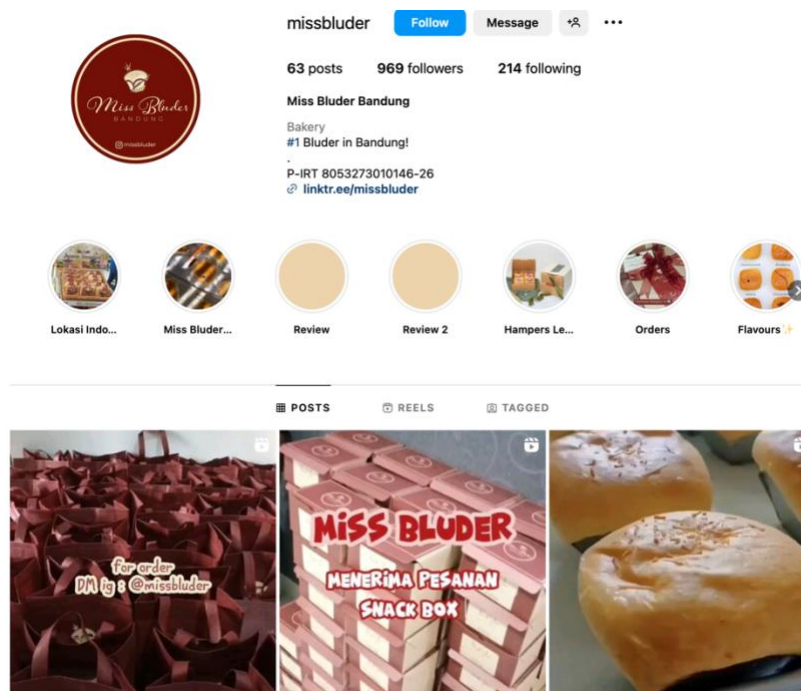 missbluder Follow Message
63 posts 969 followers 214 following
Miss Bluder Bandung
Bakery
#1 Bluder in Bandung!
.
P-IRT 8053273010146-26
linktr.ee/missbluder
Miss Bluder
BANDUNG
missbluder
Lokasi Indo... Miss Bluder... Review Review 2 Hampers Le... Orders Flavours✨
POSTS REELS TAGGED
for order
DM ig : @missbluder
MISS BLUDER
MENERIMA PESANAN
SNACK BOX